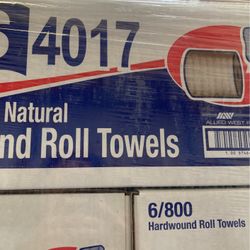 4017
Natural
nd Roll Towels
ALLIED WEST P
6/800
Hardwound Roll Towels